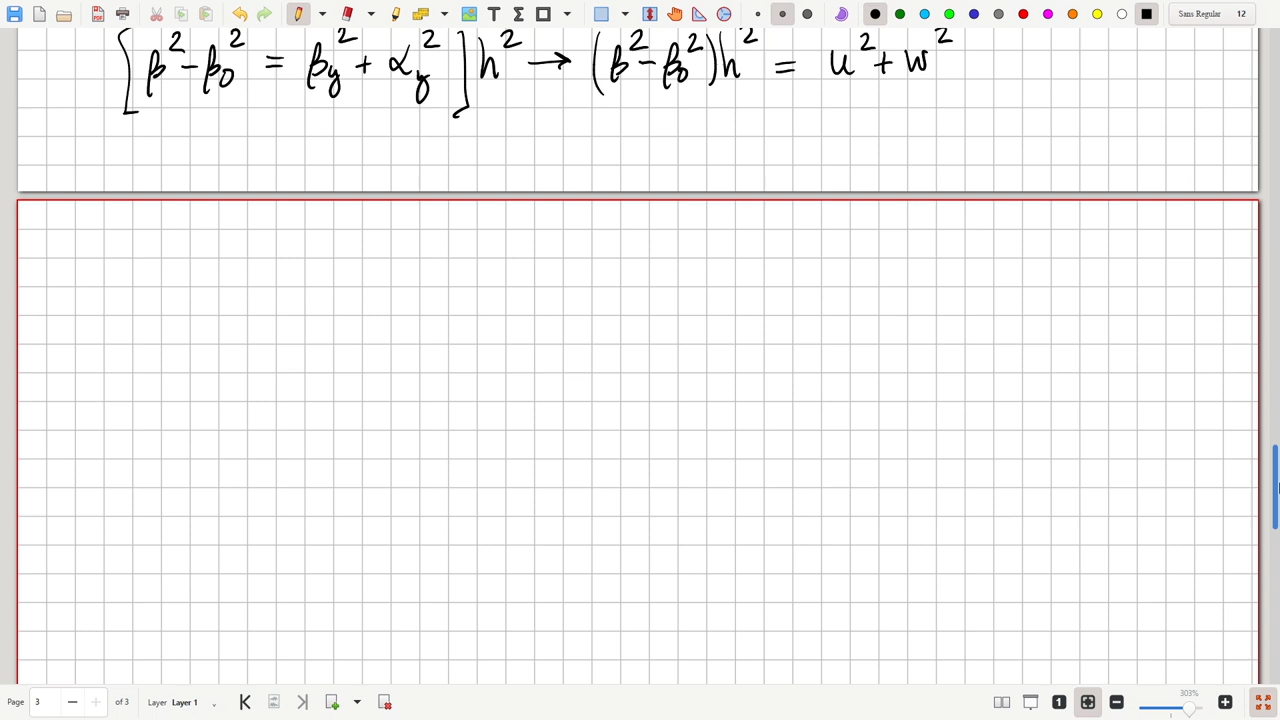 Sans Regular 12
[β² − β₀² = β_y² + α_y²] h² → (β² − β₀²)h² = u² + w²
Page 3 of 3 Layer Layer 1 303%